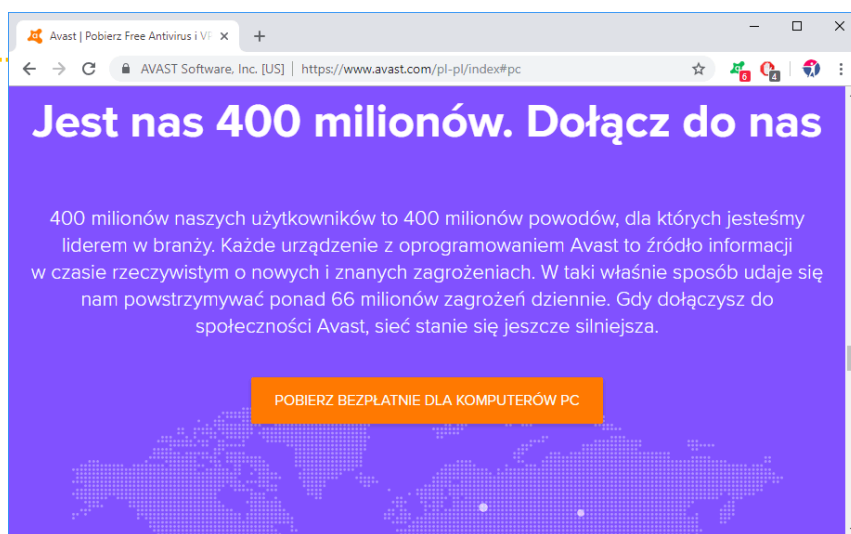 Avast | Pobierz Free Antivirus i VP
AVAST Software, Inc. [US] | https://www.avast.com/pl-pl/index#pc
6
4
Jest nas 400 milionów. Dołącz do nas
400 milionów naszych użytkowników to 400 milionów powodów, dla których jesteśmy
liderem w branży. Każde urządzenie z oprogramowaniem Avast to źródło informacji
w czasie rzeczywistym o nowych i znanych zagrożeniach. W taki właśnie sposób udaje się
nam powstrzymywać ponad 66 milionów zagrożeń dziennie. Gdy dołączysz do
społeczności Avast, sieć stanie się jeszcze silniejsza.
POBIERZ BEZPŁATNIE DLA KOMPUTERÓW PC